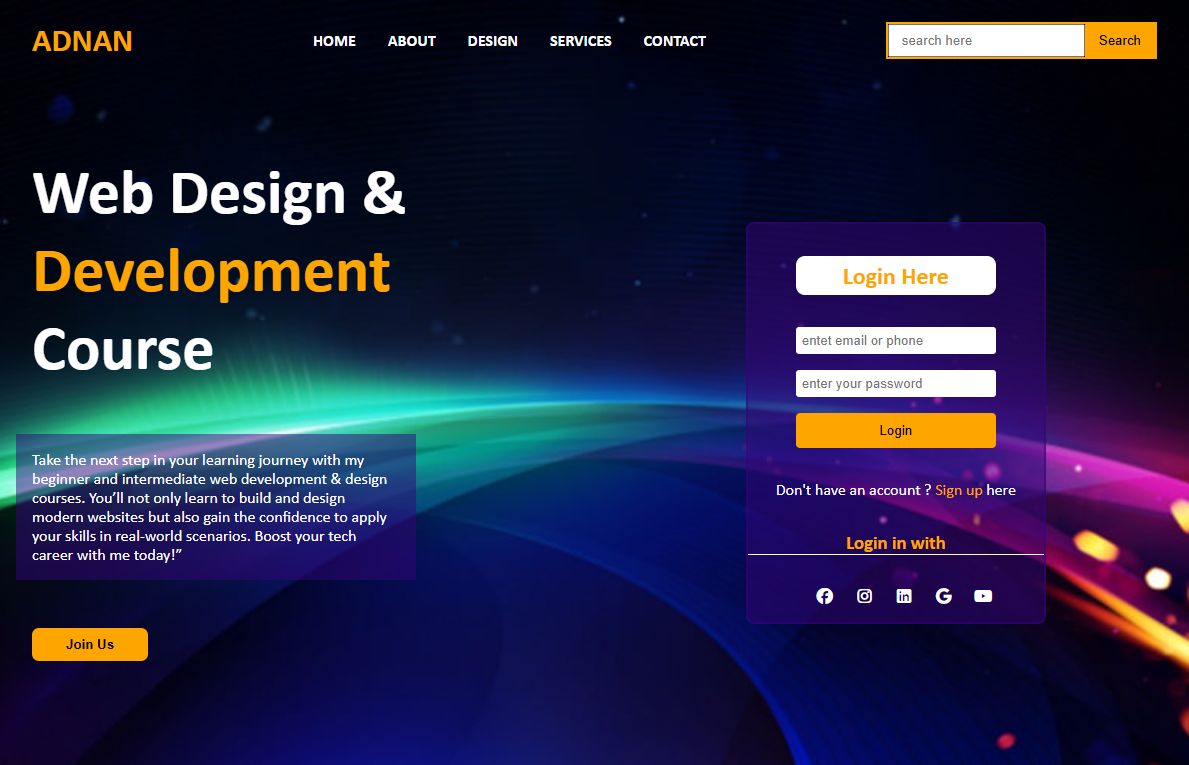 ADNAN
HOME ABOUT DESIGN SERVICES CONTACT
search here Search
Web Design &
Development
Course
Take the next step in your learning journey with my
beginner and intermediate web development & design
courses. You’ll not only learn to build and design
modern websites but also gain the confidence to apply
your skills in real-world scenarios. Boost your tech
career with me today!”
Join Us
Login Here
entet email or phone
enter your password
Login
Don't have an account ? Sign up here
Login in with